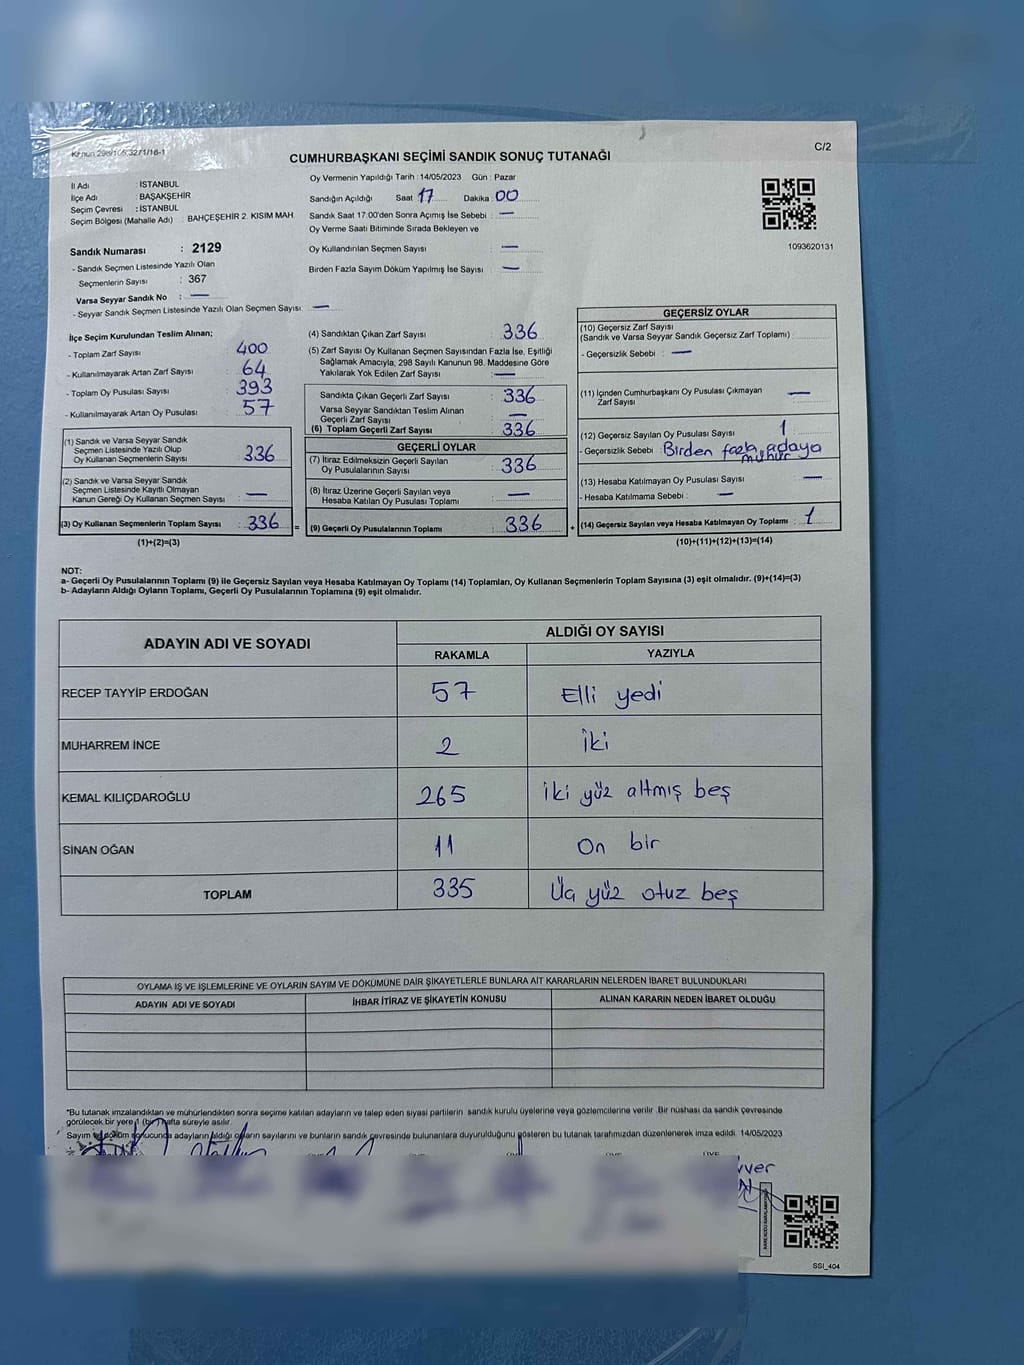 Kanun 298/105,3271/16-1
C/2
CUMHURBAŞKANI SEÇİMİ SANDIK SONUÇ TUTANAĞI
İl Adı : İSTANBUL
İlçe Adı : BAŞAKŞEHİR
Seçim Çevresi : İSTANBUL
Seçim Bölgesi (Mahalle Adı) : BAHÇEŞEHİR 2. KISIM MAH.
Sandık Numarası : 2129
- Sandık Seçmen Listesinde Yazılı Olan
Seçmenlerin Sayısı : 367
Varsa Seyyar Sandık No : —
- Seyyar Sandık Seçmen Listesinde Yazılı Olan Seçmen Sayısı: —
Oy Vermenin Yapıldığı Tarih : 14/05/2023 Gün : Pazar
Sandığın Açıldığı Saat 17 Dakika 00
Sandık Saat 17:00'den Sonra Açımış İse Sebebi : —
Oy Verme Saati Bitiminde Sırada Bekleyen ve
Oy Kullandırılan Seçmen Sayısı : —
Birden Fazla Sayım Döküm Yapılmış İse Sayısı : —
1093620131
İlçe Seçim Kurulundan Teslim Alınan;
- Toplam Zarf Sayısı : 400
- Kullanılmayarak Artan Zarf Sayısı : 64
- Toplam Oy Pusulası Sayısı : 393
- Kullanılmayarak Artan Oy Pusulası : 57
(1) Sandık ve Varsa Seyyar Sandık
Seçmen Listesinde Yazılı Olup
Oy Kullanan Seçmenlerin Sayısı : 336
(2) Sandık ve Varsa Seyyar Sandık
Seçmen Listesinde Kayıtlı Olmayan
Kanun Gereği Oy Kullanan Seçmen Sayısı : —
(3) Oy Kullanan Seçmenlerin Toplam Sayısı : 336 =
(1)+(2)=(3)
(4) Sandıktan Çıkan Zarf Sayısı : 336
(5) Zarf Sayısı Oy Kullanan Seçmen Sayısından Fazla İse, Eşitliği
Sağlamak Amacıyla, 298 Sayılı Kanunun 98. Maddesine Göre
Yakılarak Yok Edilen Zarf Sayısı : —
Sandıkta Çıkan Geçerli Zarf Sayısı : 336
Varsa Seyyar Sandıktan Teslim Alınan
Geçerli Zarf Sayısı : —
(6) Toplam Geçerli Zarf Sayısı : 336
GEÇERLİ OYLAR
(7) İtiraz Edilmeksizin Geçerli Sayılan
Oy Pusulalarının Sayısı : 336
(8) İtiraz Üzerine Geçerli Sayılan veya
Hesaba Katılan Oy Pusulası Toplamı : —
(9) Geçerli Oy Pusulalarının Toplamı : 336 +
GEÇERSİZ OYLAR
(10) Geçersiz Zarf Sayısı
(Sandık ve Varsa Seyyar Sandık Geçersiz Zarf Toplamı) :
- Geçersizlik Sebebi : —
(11) İçinden Cumhurbaşkanı Oy Pusulası Çıkmayan
Zarf Sayısı : —
(12) Geçersiz Sayılan Oy Pusulası Sayısı : 1
- Geçersizlik Sebebi : Birden fazla adaya
mühür
(13) Hesaba Katılmayan Oy Pusulası Sayısı : —
- Hesaba Katılmama Sebebi : —
(14) Geçersiz Sayılan veya Hesaba Katılmayan Oy Toplamı : 1
(10)+(11)+(12)+(13)=(14)
NOT:
a- Geçerli Oy Pusulalarının Toplamı (9) ile Geçersiz Sayılan veya Hesaba Katılmayan Oy Toplamı (14) Toplamları, Oy Kullanan Seçmenlerin Toplam Sayısına (3) eşit olmalıdır. (9)+(14)=(3)
b- Adayların Aldığı Oyların Toplamı, Geçerli Oy Pusulalarının Toplamına (9) eşit olmalıdır.
ADAYIN ADI VE SOYADI
ALDIĞI OY SAYISI
RAKAMLA YAZIYLA
RECEP TAYYİP ERDOĞAN 57 Elli yedi
MUHARREM İNCE 2 İki
KEMAL KILIÇDAROĞLU 265 İki yüz altmış beş
SİNAN OĞAN 11 On bir
TOPLAM 335 Üç yüz otuz beş
OYLAMA İŞ VE İŞLEMLERİNE VE OYLARIN SAYIM VE DÖKÜMÜNE DAİR ŞİKAYETLERLE BUNLARA AİT KARARLARIN NELERDEN İBARET BULUNDUKLARI
ADAYIN ADI VE SOYADI İHBAR İTİRAZ VE ŞİKAYETİN KONUSU ALINAN KARARIN NEDEN İBARET OLDUĞU
*Bu tutanak imzalandıktan ve mühürlendikten sonra seçime katılan adayların ve talep eden siyasi partilerin sandık kurulu üyelerine veya gözlemcilerine verilir. Bir nüshası da sandık çevresinde
görülecek bir yere 1 (bir) hafta süreyle asılır.
Sayım ve döküm sonucunda adayların aldığı oyların sayılarını ve bunların sandık çevresinde bulunanlara duyurulduğunu gösteren bu tutanak tarafımızdan düzenlenerek imza edildi. 14/05/2023
SSI_404